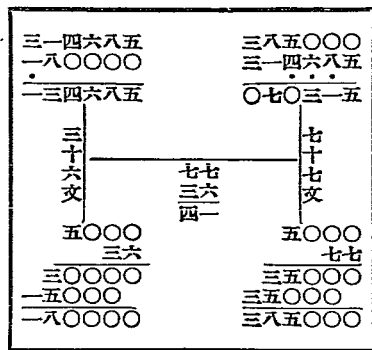 三一四六八五
一八〇〇〇〇
一三四六八五
三八五〇〇〇
三一四六八五
〇七〇三一五
三十六文
七七
三六
四一
七十七文
五〇〇〇
三六
三〇〇〇〇
一五〇〇〇
一八〇〇〇〇
五〇〇〇
七七
三五〇〇〇
三五〇〇〇
三八五〇〇〇